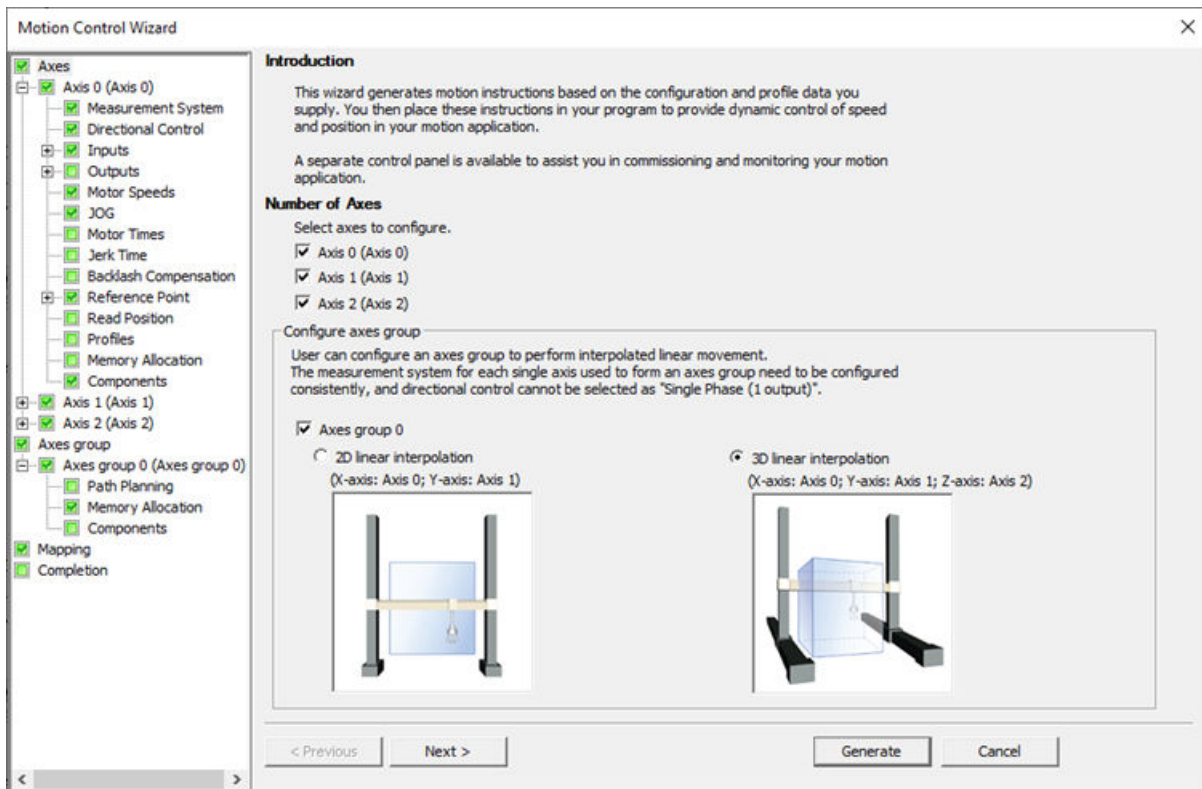 Motion Control Wizard
Axes
Axis 0 (Axis 0)
Measurement System
Directional Control
Inputs
Outputs
Motor Speeds
JOG
Motor Times
Jerk Time
Backlash Compensation
Reference Point
Read Position
Profiles
Memory Allocation
Components
Axis 1 (Axis 1)
Axis 2 (Axis 2)
Axes group
Axes group 0 (Axes group 0)
Path Planning
Memory Allocation
Components
Mapping
Completion
Introduction
This wizard generates motion instructions based on the configuration and profile data you
supply. You then place these instructions in your program to provide dynamic control of speed
and position in your motion application.
A separate control panel is available to assist you in commissioning and monitoring your motion
application.
Number of Axes
Select axes to configure.
Axis 0 (Axis 0)
Axis 1 (Axis 1)
Axis 2 (Axis 2)
Configure axes group
User can configure an axes group to perform interpolated linear movement.
The measurement system for each single axis used to form an axes group need to be configured
consistently, and directional control cannot be selected as "Single Phase (1 output)".
Axes group 0
2D linear interpolation
(X-axis: Axis 0; Y-axis: Axis 1)
3D linear interpolation
(X-axis: Axis 0; Y-axis: Axis 1; Z-axis: Axis 2)
< Previous
Next >
Generate
Cancel